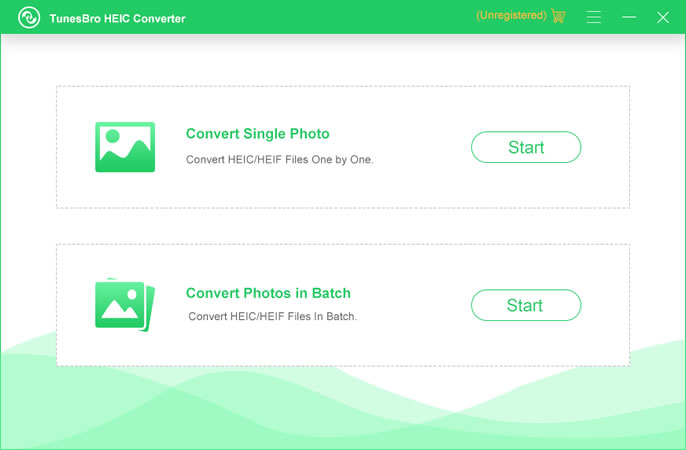 TunesBro HEIC Converter
(Unregistered)
Convert Single Photo
Convert HEIC/HEIF Files One by One.
Start
Convert Photos in Batch
Convert HEIC/HEIF Files In Batch.
Start